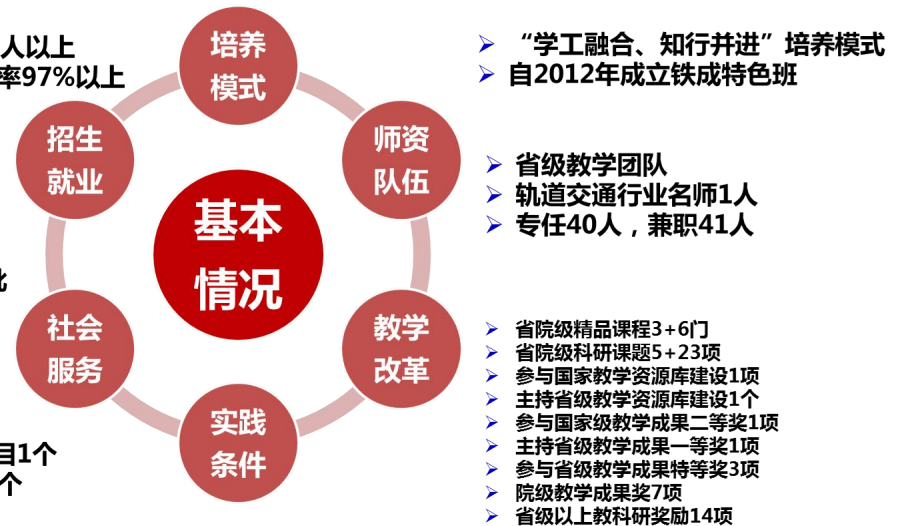 人以上
率97%以上
培养
模式
“学工融合、知行并进”培养模式
自2012年成立铁成特色班
招生
就业
师资
队伍
省级教学团队
轨道交通行业名师1人
专任40人，兼职41人
基本
情况
社会
服务
教学
改革
省院级精品课程3+6门
省院级科研课题5+23项
参与国家教学资源库建设1项
主持省级教学资源库建设1个
参与国家级教学成果二等奖1项
主持省级教学成果一等奖1项
参与省级教学成果特等奖3项
院级教学成果奖7项
省级以上教科研奖励14项
实践
条件
目1个
个